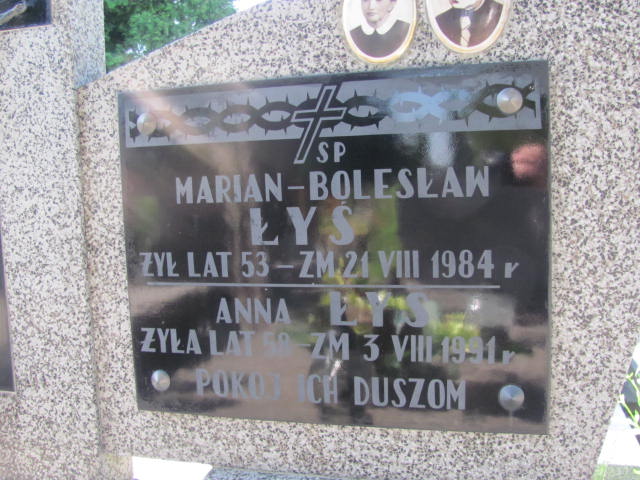 SP
MARIAN-BOLESŁAW
ŁYŚ
ŻYŁ LAT 53 - ZM 21 VIII 1984 r
ANNA ŁYŚ
ŻYŁA LAT 58 - ZM 3 VIII 1991 r
POKÓJ ICH DUSZOM